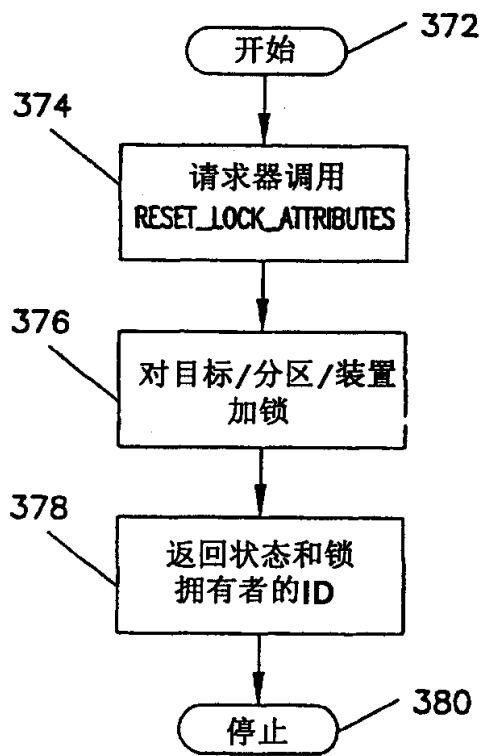 372
开始
374
请求器调用
RESET_LOCK_ATTRIBUTES
376
对目标/分区/装置
加锁
378
返回状态和锁
拥有者的ID
380
停止